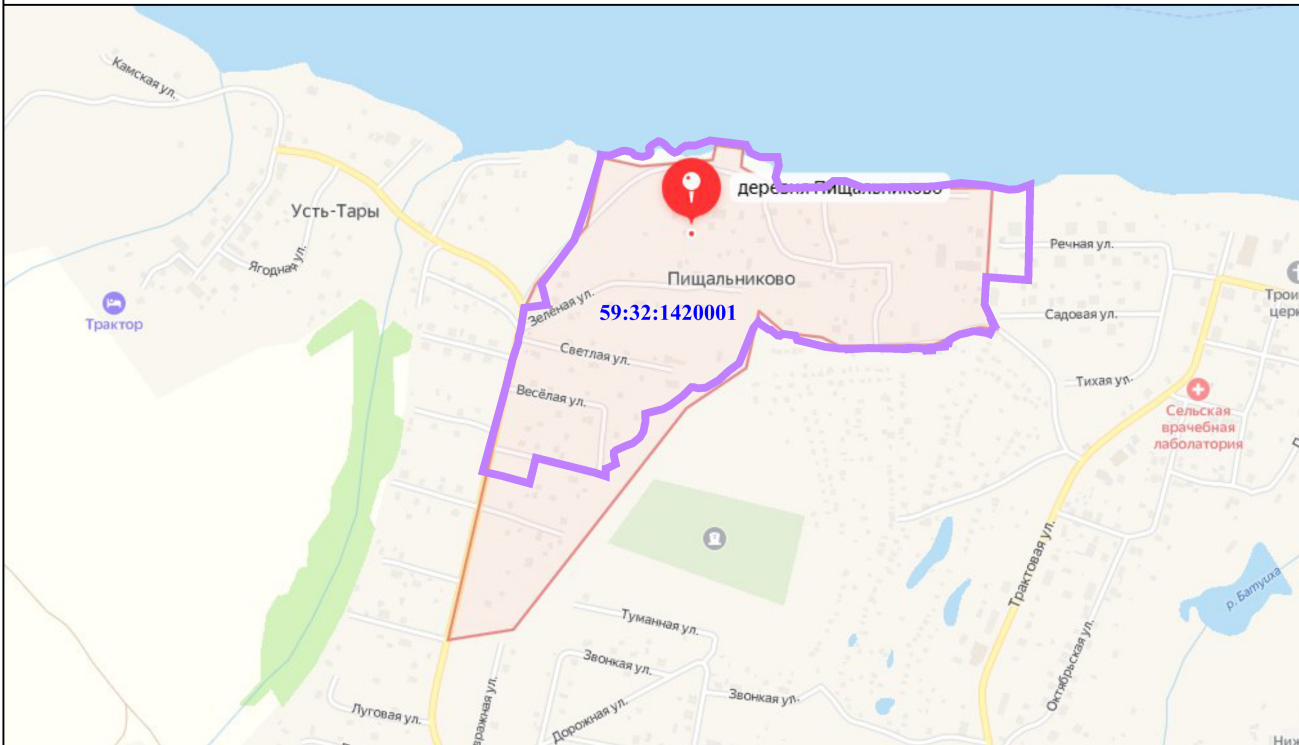 Камская ул.
Усть-Тары
Ягодная ул.
Трактор
деревня Пищальниково
Пищальниково
Зелёная ул.
59:32:1420001
Светлая ул.
Весёлая ул.
Речная ул.
Садовая ул.
Тихая ул.
Сельская
врачебная
лаболатория
Трактовая ул.
р. Батуиха
Октябрьская ул.
Туманная ул.
Звонкая ул.
Звонкая ул.
Дорожная ул.
Луговая ул.